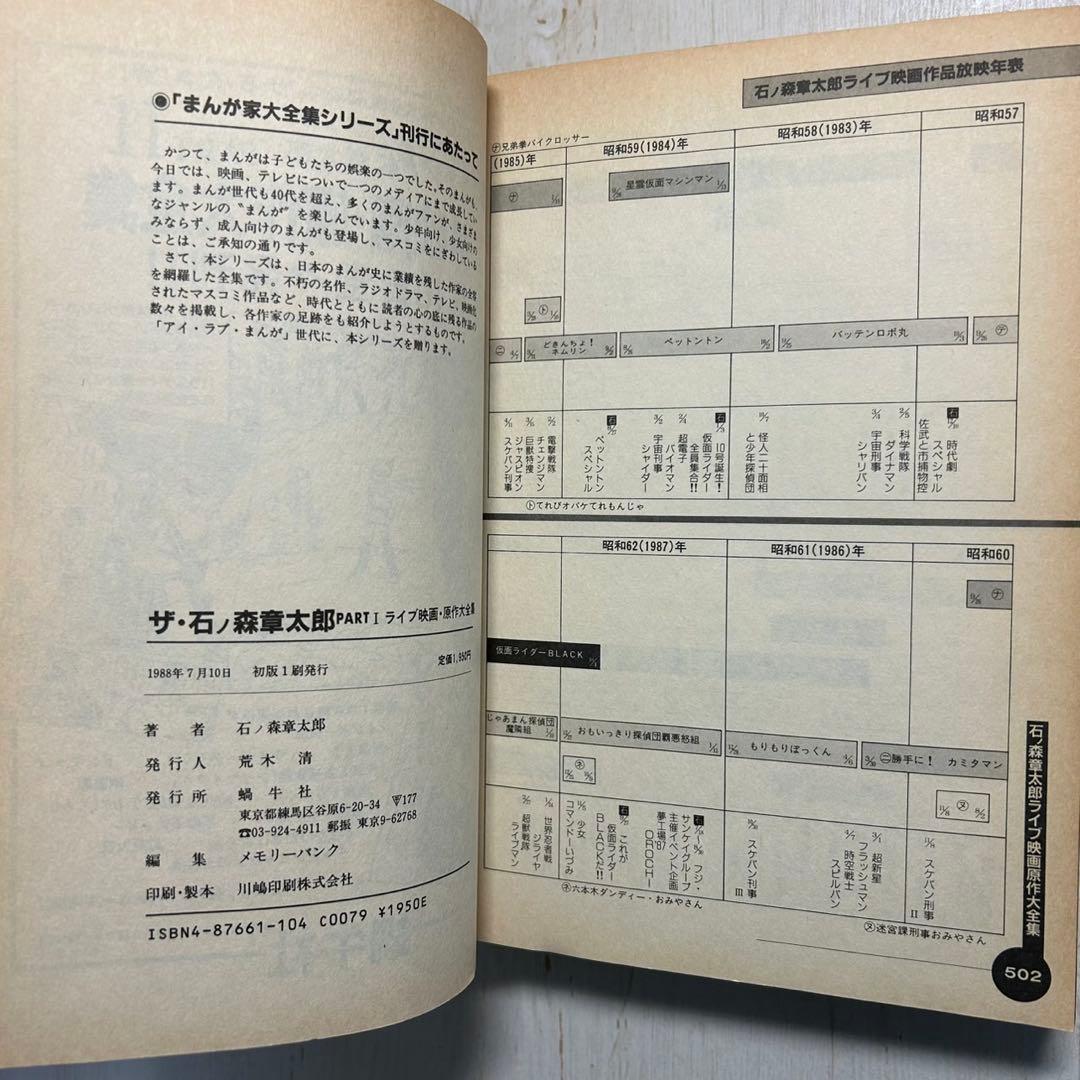 ●「まんが家大全集シリーズ」刊行にあたって
かつて、まんがは子どもたちの娯楽の一つでした。そのまんがも、
今日では、映画、テレビについで一つのメディアにまで成長してい
ます。まんが世代も40代を超え、多くのまんがファンが、さまざま
なジャンルの〝まんが〟を楽しんでいます。少年向け、少女向けの
みならず、成人向けのまんがも登場し、マスコミをにぎわしている
ことは、ご承知の通りです。
さて、本シリーズは、日本のまんが史に業績を残した作家の全容
を網羅した全集です。不朽の名作、ラジオドラマ、テレビ、映画化
されたマスコミ作品など、時代とともに読者の心の底に残る作品の
数々を掲載し、各作家の足跡をも紹介しようとするものです。
「アイ・ラブ・まんが」世代に、本シリーズを贈ります。
ザ・石ノ森章太郎PART I ライブ映画・原作大全集
1988年7月10日 初版1刷発行 定価1,950円
著者 石ノ森章太郎
発行人 荒木 清
発行所 蝸牛社
東京都練馬区谷原6-20-34 〒177
☎03-924-4911 郵振 東京9-62768
編集 メモリーバンク
印刷・製本 川嶋印刷株式会社
ISBN4-87661-104 C0079 ¥1950E
石ノ森章太郎ライブ映画作品放映年表
㋤兄弟拳バイクロッサー
(1985)年
昭和59(1984)年
昭和58(1983)年
昭和57
㋤
星雲仮面マシンマン
㋣
㋥
どきんちょ!
ネムリン
ペットントン
バッテンロボ丸
㋢
時代劇
スペシャル
佐武と市捕物控
科学戦隊
ダイナマン
宇宙刑事
シャリバン
怪人二十面相
と少年探偵団
石
10号誕生!
仮面ライダー
全員集合!!
超電子
バイオマン
宇宙刑事
シャイダー
石
ペットントン
スペシャル
電撃戦隊
チェンジマン
巨獣特捜
ジャスピオン
スケバン刑事
㋣てれびオバケてれもんじゃ
昭和62(1987)年
昭和61(1986)年
昭和60
㋤
仮面ライダーBLACK
じゃあまん探偵団
魔隣組
おもいっきり探偵団覇悪怒組
もりもりぼっくん
㋥勝手に! カミタマン
㋧
㋦
スケバン刑事
II
超新星
フラッシュマン
時空戦士
スピルバン
スケバン刑事
III
石
フジ・
サンケイグループ
主催イベント企画
夢工場'87
OROCHI
石
これが
仮面ライダー
BLACKだ!!
少女
コマンドーいづみ
世界忍者戦
ジライヤ
超獣戦隊
ライブマン
㋧六本木ダンディー・おみやさん
㋦迷宮課刑事おみやさん
石ノ森章太郎ライブ映画原作大全集
502